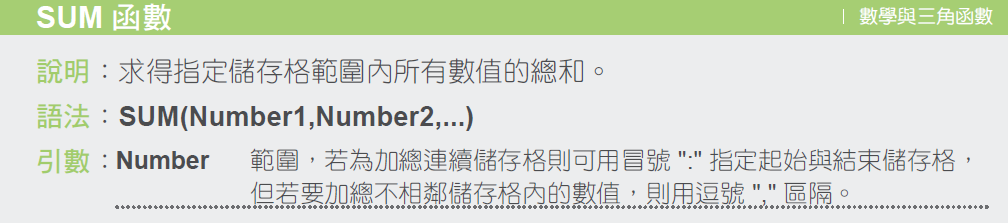 SUM 函數 | 數學與三角函數
說明：求得指定儲存格範圍內所有數值的總和。
語法：SUM(Number1,Number2,...)
引數：Number 範圍，若為加總連續儲存格則可用冒號 ":" 指定起始與結束儲存格，
但若要加總不相鄰儲存格內的數值，則用逗號 "," 區隔。